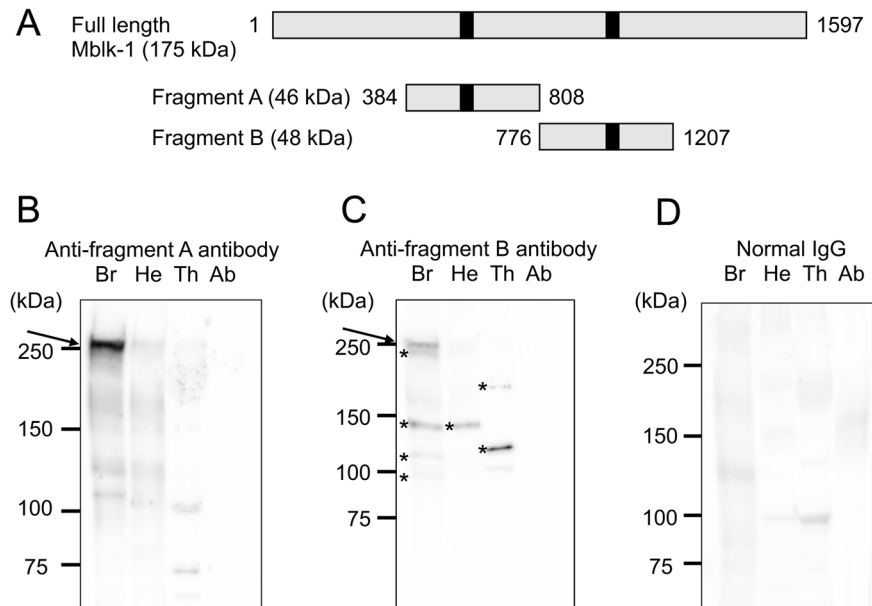 A
Full length
Mblk-1 (175 kDa)
1
1597
Fragment A (46 kDa) 384
808
Fragment B (48 kDa)
776
1207
B
Anti-fragment A antibody
Br He Th Ab
(kDa)
250
150
100
75
C
Anti-fragment B antibody
Br He Th Ab
(kDa)
250
*
*
150
*
*
*
*
100
*
75
D
Normal IgG
Br He Th Ab
(kDa)
250
150
100
75